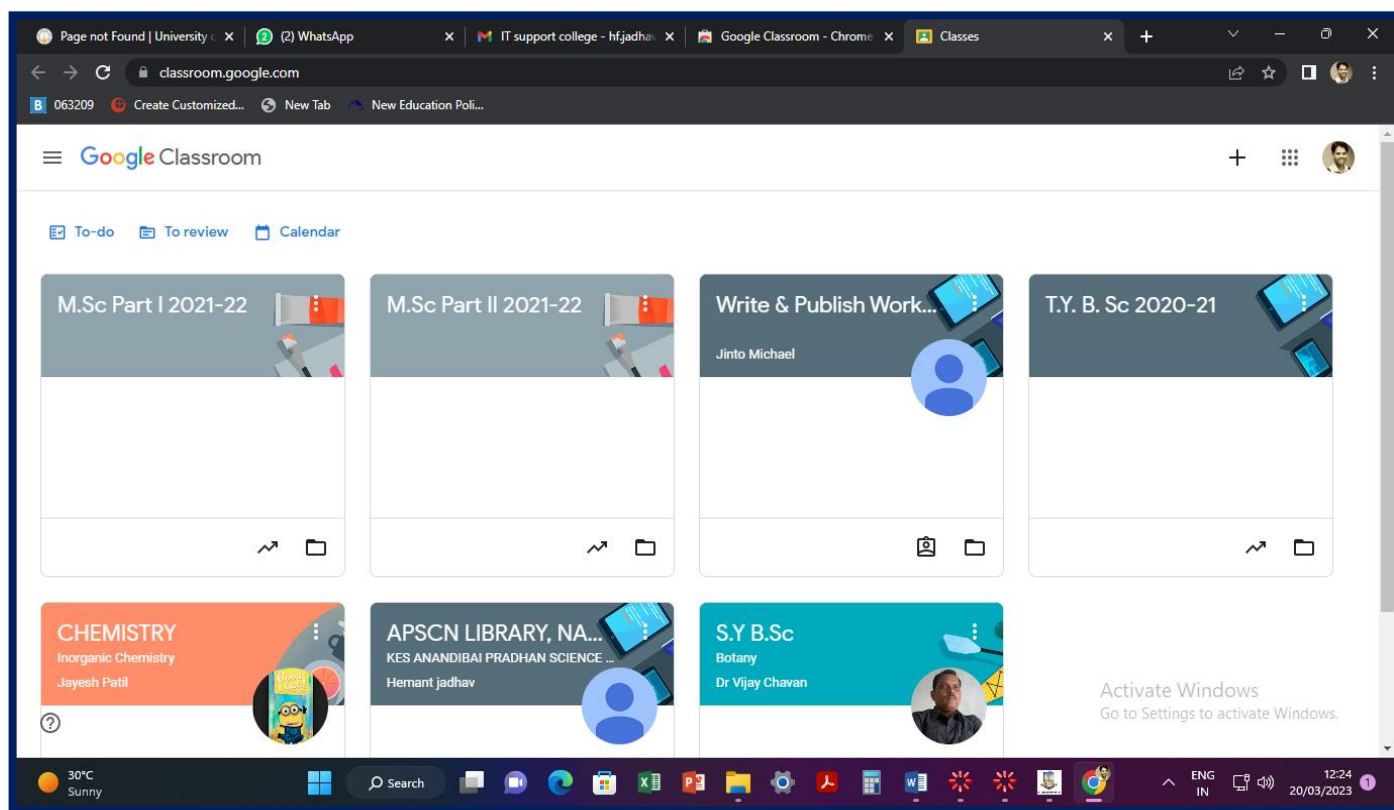 Page not Found | University
(2) WhatsApp
IT support college - hf.jadhav
Google Classroom - Chrome
Classes
classroom.google.com
063209
Create Customized...
New Tab
New Education Poli...
Google Classroom
To-do
To review
Calendar
M.Sc Part I 2021-22
M.Sc Part II 2021-22
Write & Publish Work...
Jinto Michael
T.Y. B. Sc 2020-21
CHEMISTRY
Inorganic Chemistry
Jayesh Patil
APSCN LIBRARY, NA...
KES ANANDIBAI PRADHAN SCIENCE ...
Hemant jadhav
S.Y B.Sc
Botany
Dr Vijay Chavan
Activate Windows
Go to Settings to activate Windows.
30°C
Sunny
Search
ENG
IN
12:24
20/03/2023
1